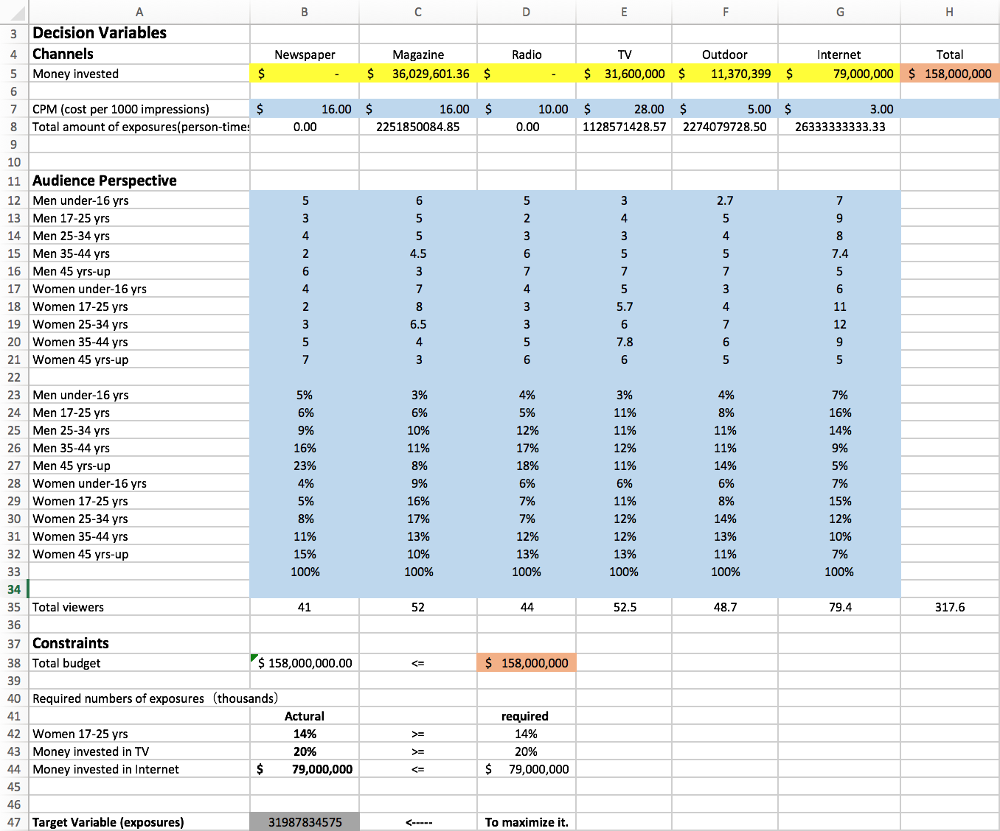 A B C D E F G H
3 Decision Variables
4 Channels Newspaper Magazine Radio TV Outdoor Internet Total
5 Money invested $ - $ 36,029,601.36 $ - $ 31,600,000 $ 11,370,399 $ 79,000,000 $ 158,000,000
6
7 CPM (cost per 1000 impressions) $ 16.00 $ 16.00 $ 10.00 $ 28.00 $ 5.00 $ 3.00
8 Total amount of exposures(person-times 0.00 2251850084.85 0.00 1128571428.57 2274079728.50 26333333333.33
9
10
11 Audience Perspective
12 Men under-16 yrs 5 6 5 3 2.7 7
13 Men 17-25 yrs 3 5 2 4 5 9
14 Men 25-34 yrs 4 5 3 3 4 8
15 Men 35-44 yrs 2 4.5 6 5 5 7.4
16 Men 45 yrs-up 6 3 7 7 7 5
17 Women under-16 yrs 4 7 4 5 3 6
18 Women 17-25 yrs 2 8 3 5.7 4 11
19 Women 25-34 yrs 3 6.5 3 6 7 12
20 Women 35-44 yrs 5 4 5 7.8 6 9
21 Women 45 yrs-up 7 3 6 6 5 5
22
23 Men under-16 yrs 5% 3% 4% 3% 4% 7%
24 Men 17-25 yrs 6% 6% 5% 11% 8% 16%
25 Men 25-34 yrs 9% 10% 12% 11% 11% 14%
26 Men 35-44 yrs 16% 11% 17% 12% 11% 9%
27 Men 45 yrs-up 23% 8% 18% 11% 14% 5%
28 Women under-16 yrs 4% 9% 6% 6% 6% 7%
29 Women 17-25 yrs 5% 16% 7% 11% 8% 15%
30 Women 25-34 yrs 8% 17% 7% 12% 14% 12%
31 Women 35-44 yrs 11% 13% 12% 12% 13% 10%
32 Women 45 yrs-up 15% 10% 13% 13% 11% 7%
33 100% 100% 100% 100% 100% 100%
34
35 Total viewers 41 52 44 52.5 48.7 79.4 317.6
36
37 Constraints
38 Total budget $ 158,000,000.00 <= $ 158,000,000
39
40 Required numbers of exposures（thousands）
41 Actural required
42 Women 17-25 yrs 14% >= 14%
43 Money invested in TV 20% >= 20%
44 Money invested in Internet $ 79,000,000 <= $ 79,000,000
45
46
47 Target Variable (exposures) 31987834575 <----- To maximize it.